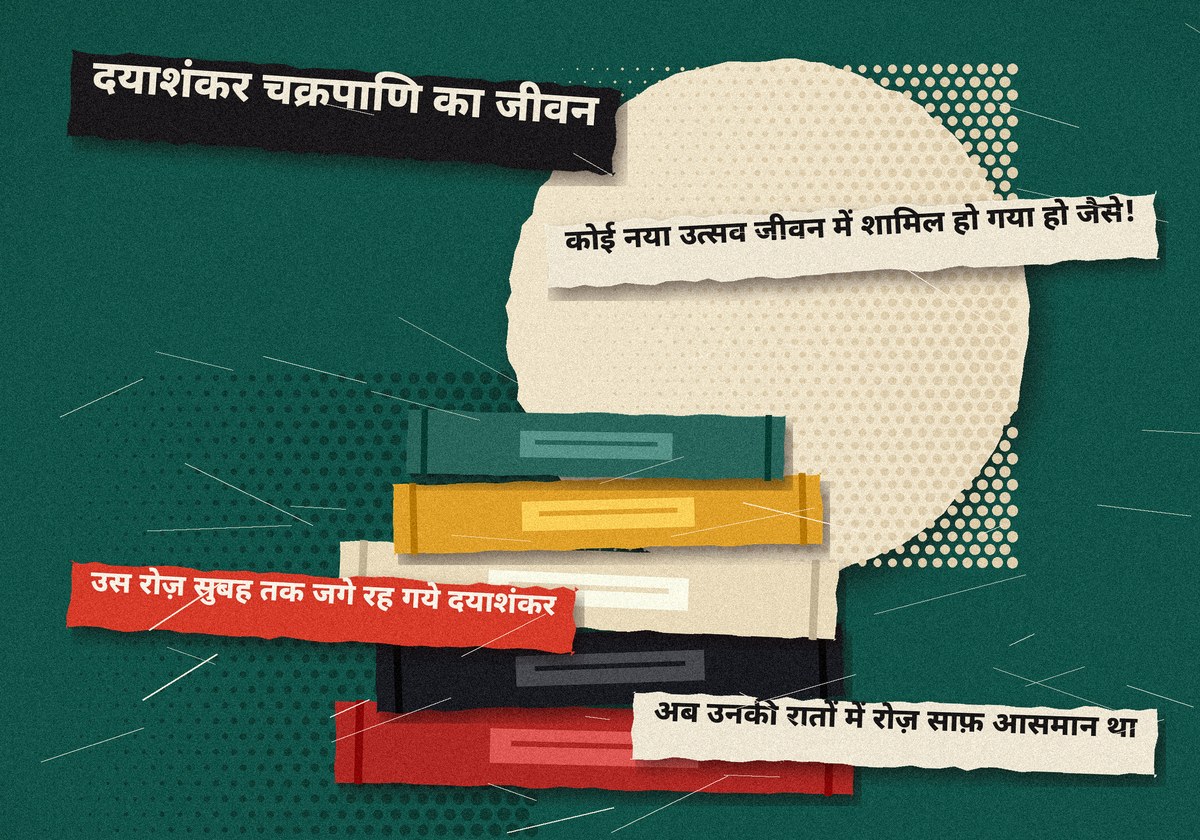 दयाशंकर चक्रपाणि का जीवन
कोई नया उत्सव जीवन में शामिल हो गया हो जैसे!
उस रोज़ सुबह तक जगे रह गये दयाशंकर
अब उनकी रातों में रोज़ साफ़ आसमान था